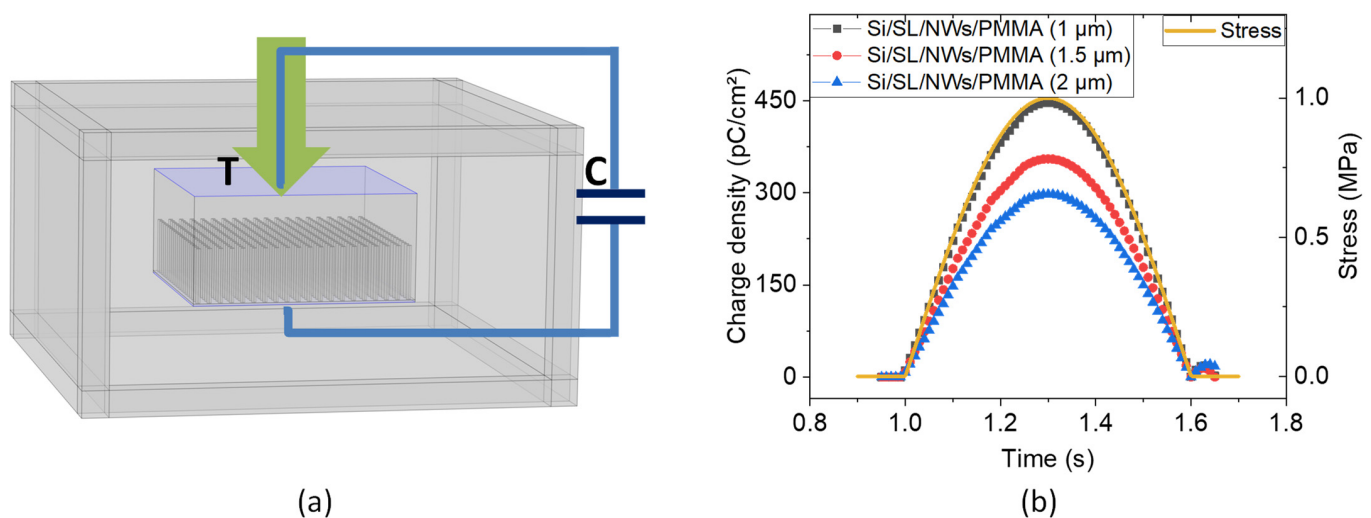 T
C
(a)
Si/SL/NWs/PMMA (1 µm)
Si/SL/NWs/PMMA (1.5 µm)
Si/SL/NWs/PMMA (2 µm)
Stress
Charge density (pC/cm²)
450
300
150
0
1.0
0.5
0.0
Stress (MPa)
0.8
1.0
1.2
1.4
1.6
1.8
Time (s)
(b)